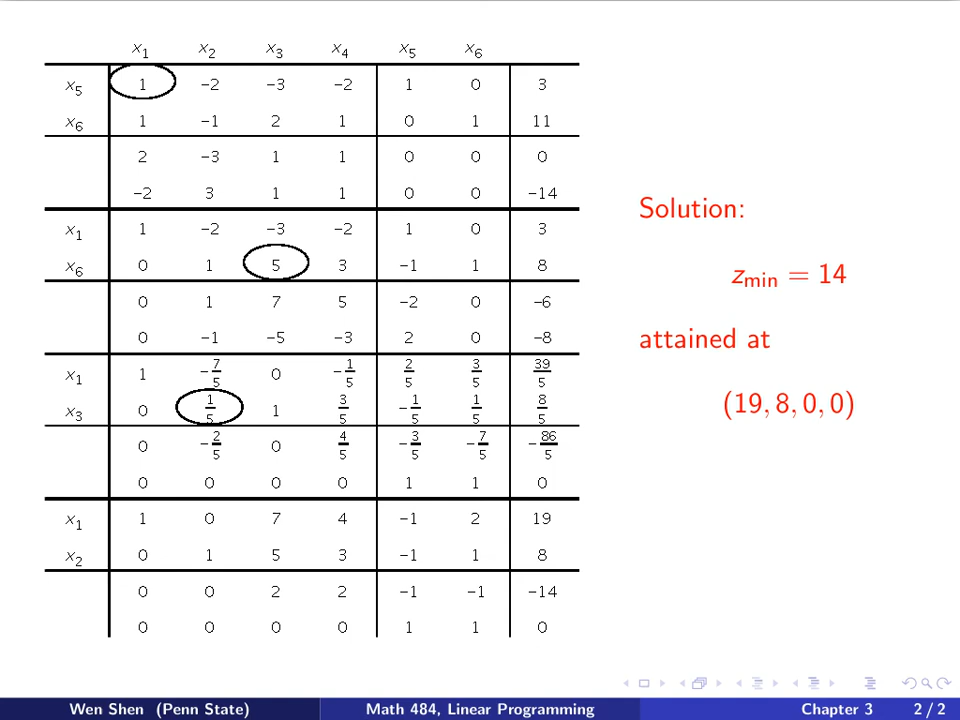 x1 x2 x3 x4 x5 x6
x5 1 −2 −3 −2 1 0 3
x6 1 −1 2 1 0 1 11
2 −3 1 1 0 0 0
−2 3 1 1 0 0 −14
x1 1 −2 −3 −2 1 0 3
x6 0 1 5 3 −1 1 8
0 1 7 5 −2 0 −6
0 −1 −5 −3 2 0 −8
x1 1 −7/5 0 −1/5 2/5 3/5 39/5
x3 0 1/5 1 3/5 −1/5 1/5 8/5
0 −2/5 0 4/5 −3/5 −7/5 −86/5
0 0 0 0 1 1 0
x1 1 0 7 4 −1 2 19
x2 0 1 5 3 −1 1 8
0 0 2 2 −1 −1 −14
0 0 0 0 1 1 0
Solution:
zmin = 14
attained at
(19, 8, 0, 0)
Wen Shen (Penn State) Math 484, Linear Programming Chapter 3 2 / 2